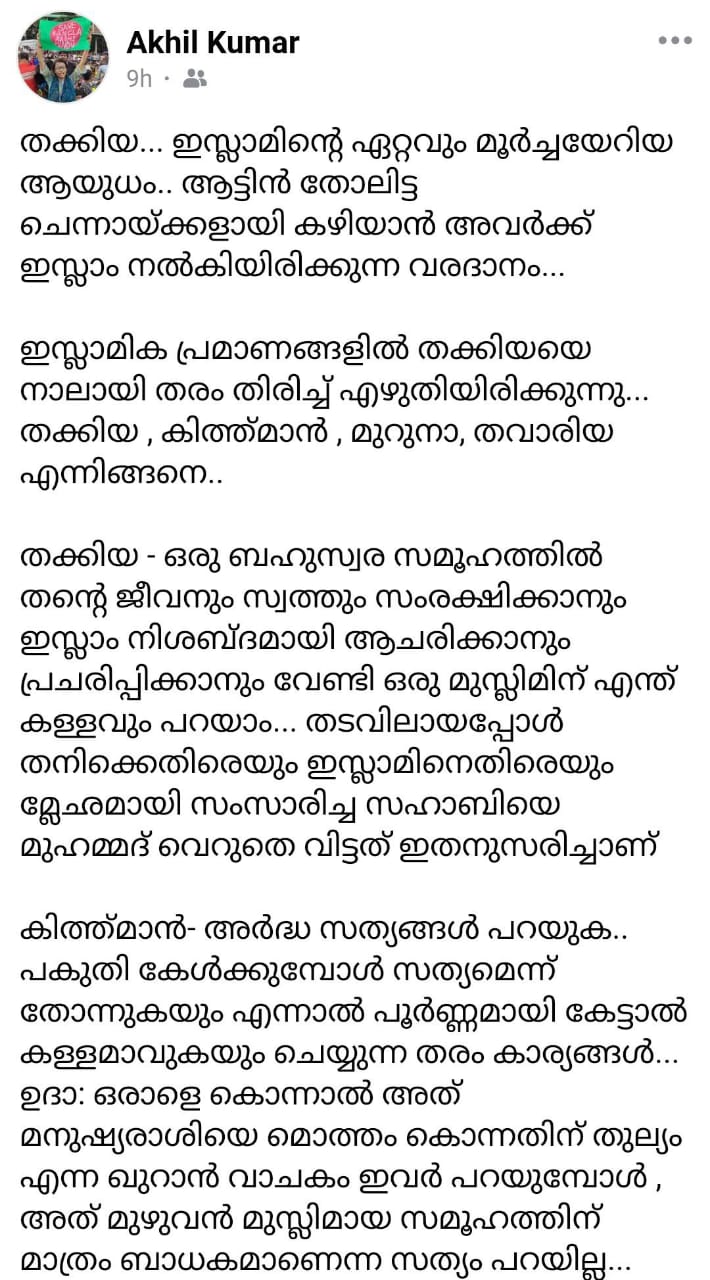 SAVE
BANGLA
Akhil Kumar
9h ·
തക്കിയ... ഇസ്ലാമിന്റെ ഏറ്റവും മൂർച്ചയേറിയ
ആയുധം.. ആട്ടിൻ തോലിട്ട
ചെന്നായ്ക്കളായി കഴിയാൻ അവർക്ക്
ഇസ്ലാം നൽകിയിരിക്കുന്ന വരദാനം...
ഇസ്ലാമിക പ്രമാണങ്ങളിൽ തക്കിയയെ
നാലായി തരം തിരിച്ച് എഴുതിയിരിക്കുന്നു...
തക്കിയ , കിത്ത്മാൻ , മുറുനാ, തവാരിയ
എന്നിങ്ങനെ..
തക്കിയ - ഒരു ബഹുസ്വര സമൂഹത്തിൽ
തന്റെ ജീവനും സ്വത്തും സംരക്ഷിക്കാനും
ഇസ്ലാം നിശബ്ദമായി ആചരിക്കാനും
പ്രചരിപ്പിക്കാനും വേണ്ടി ഒരു മുസ്ലിമിന് എന്ത്
കള്ളവും പറയാം... തടവിലായപ്പോൾ
തനിക്കെതിരെയും ഇസ്ലാമിനെതിരെയും
മ്ലേഛമായി സംസാരിച്ച സഹാബിയെ
മുഹമ്മദ് വെറുതെ വിട്ടത് ഇതനുസരിച്ചാണ്
കിത്ത്മാൻ- അർദ്ധ സത്യങ്ങൾ പറയുക..
പകുതി കേൾക്കുമ്പോൾ സത്യമെന്ന്
തോന്നുകയും എന്നാൽ പൂർണ്ണമായി കേട്ടാൽ
കള്ളമാവുകയും ചെയ്യുന്ന തരം കാര്യങ്ങൾ...
ഉദാ: ഒരാളെ കൊന്നാൽ അത്
മനുഷ്യരാശിയെ മൊത്തം കൊന്നതിന് തുല്യം
എന്ന ഖുറാൻ വാചകം ഇവർ പറയുമ്പോൾ ,
അത് മുഴുവൻ മുസ്ലിമായ സമൂഹത്തിന്
മാത്രം ബാധകമാണെന്ന സത്യം പറയില്ല...